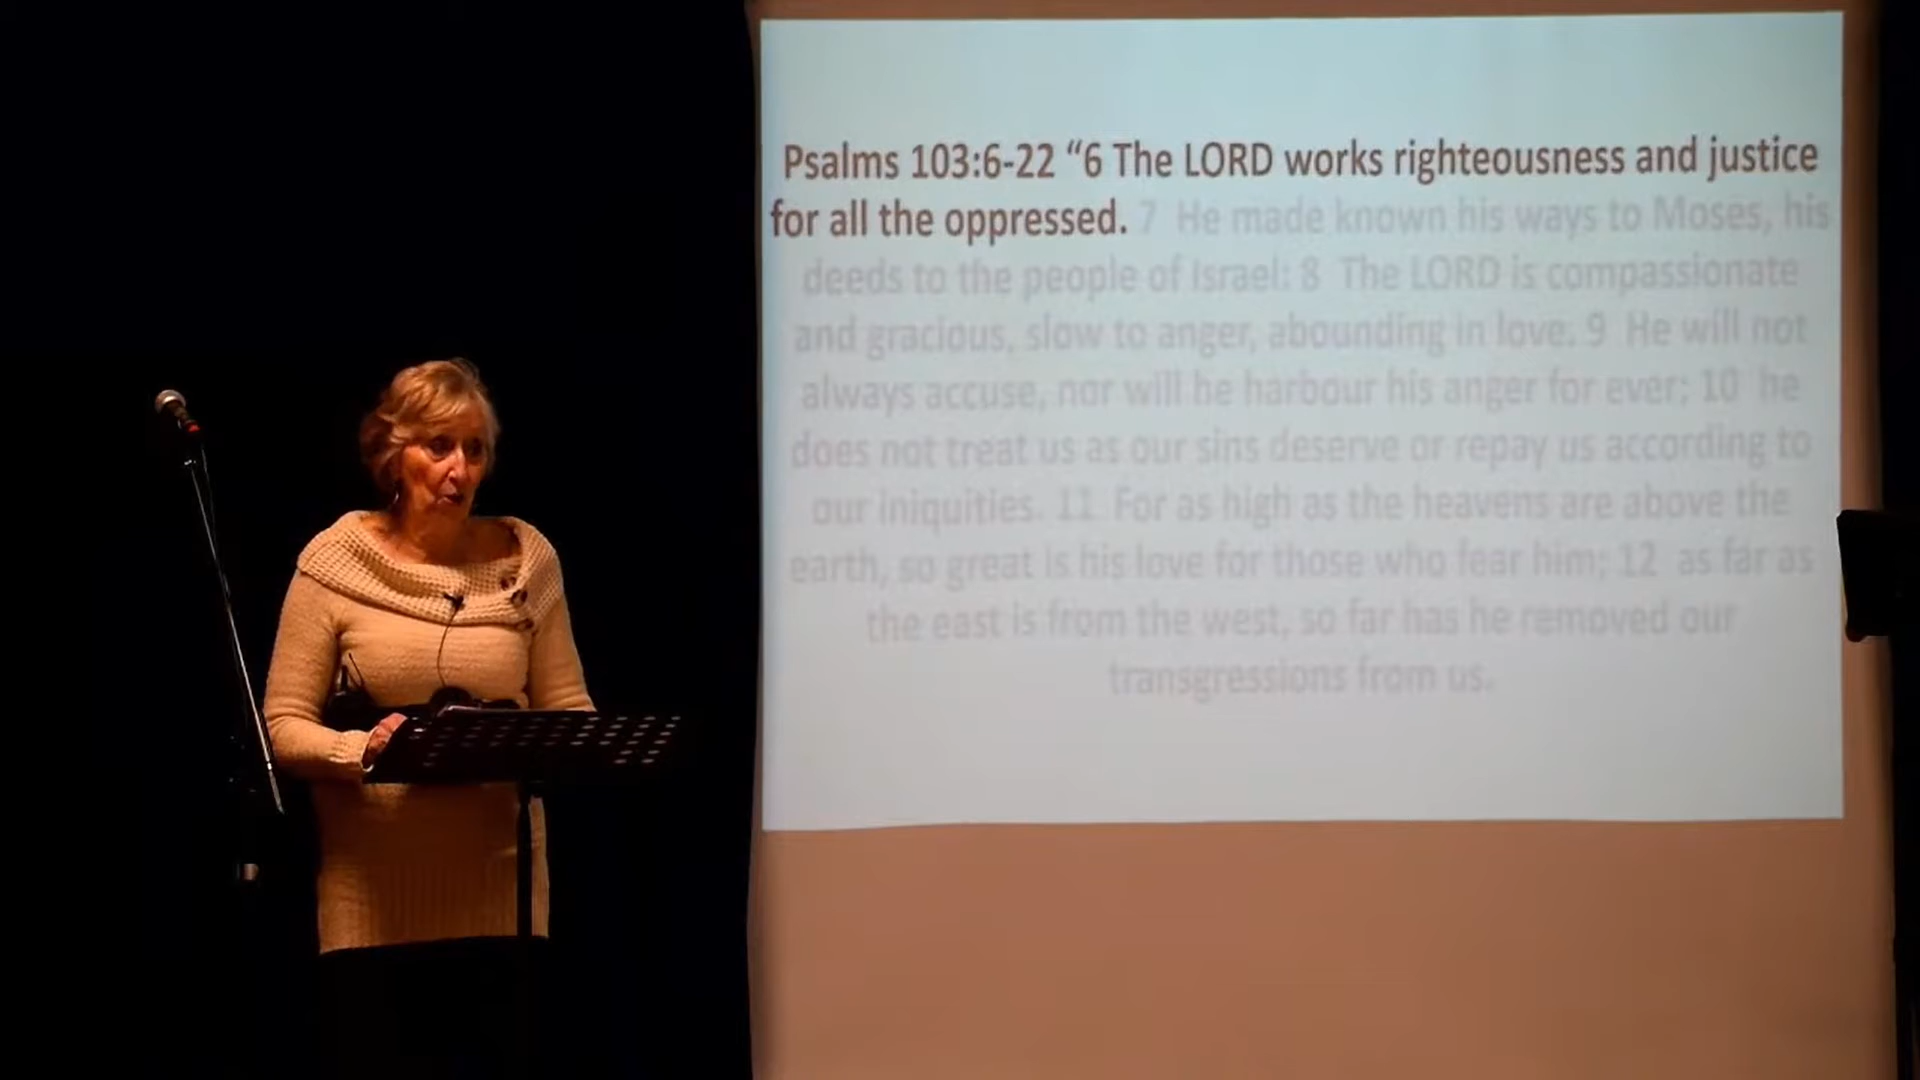 Psalms 103:6-22 “6 The LORD works righteousness and justice
for all the oppressed. 7 He made known his ways to Moses, his
deeds to the people of Israel: 8 The LORD is compassionate
and gracious, slow to anger, abounding in love. 9 He will not
always accuse, nor will he harbour his anger for ever; 10 he
does not treat us as our sins deserve or repay us according to
our iniquities. 11 For as high as the heavens are above the
earth, so great is his love for those who fear him; 12 as far as
the east is from the west, so far has he removed our
transgressions from us.